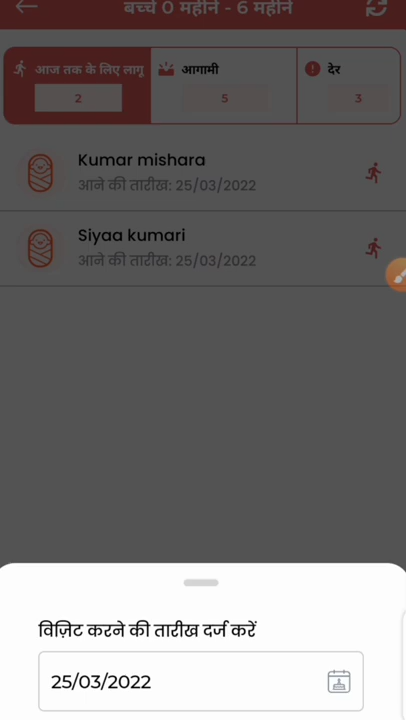 बच्चे 0 महीने - 6 महीने
आज तक के लिए लागू
2
आगामी
5
देर
3
Kumar mishara
आने की तारीख: 25/03/2022
Siyaa kumari
आने की तारीख: 25/03/2022
विज़िट करने की तारीख दर्ज करें
25/03/2022